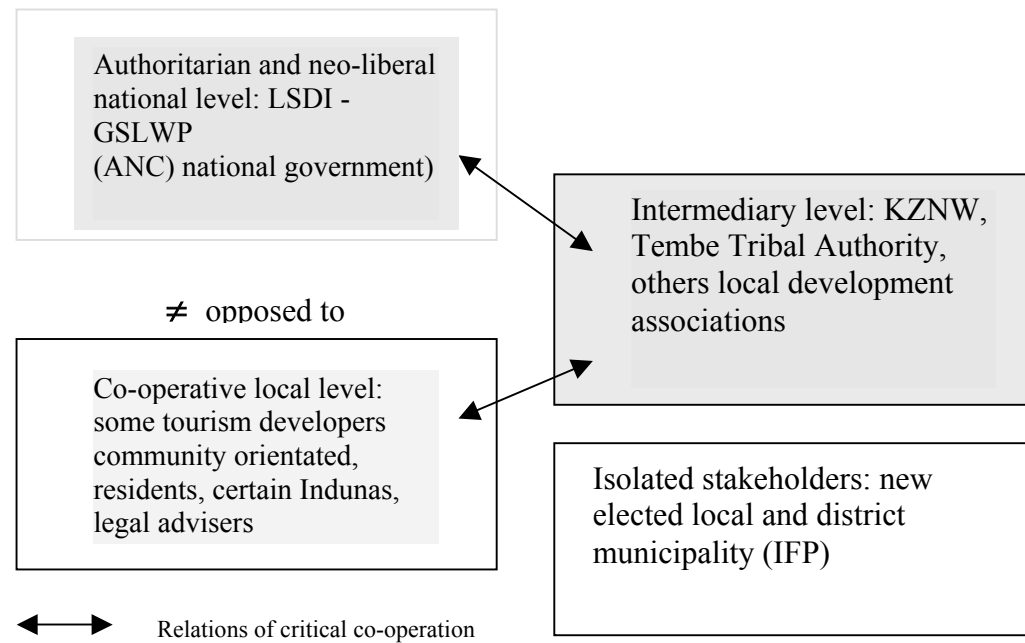 Authoritarian and neo-liberal
national level: LSDI -
GSLWP
(ANC) national government)
Intermediary level: KZNW,
Tembe Tribal Authority,
others local development
associations
≠ opposed to
Co-operative local level:
some tourism developers
community orientated,
residents, certain Indunas,
legal advisers
Isolated stakeholders: new
elected local and district
municipality (IFP)
Relations of critical co-operation